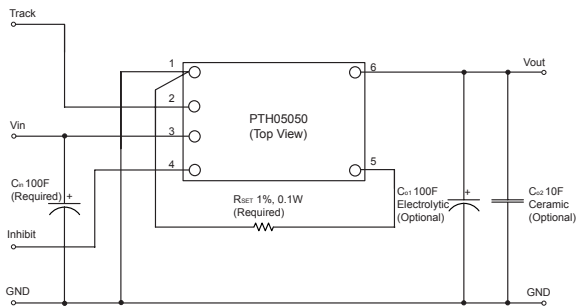 Track
1
6
Vout
2
PTH05050
(Top View)
Vin
3
4
5
Cin 100F
(Required)
+
RSET 1%, 0.1W
(Required)
Co1 100F
Electrolytic
(Optional)
+
Co2 10F
Ceramic
(Optional)
Inhibit
GND
GND